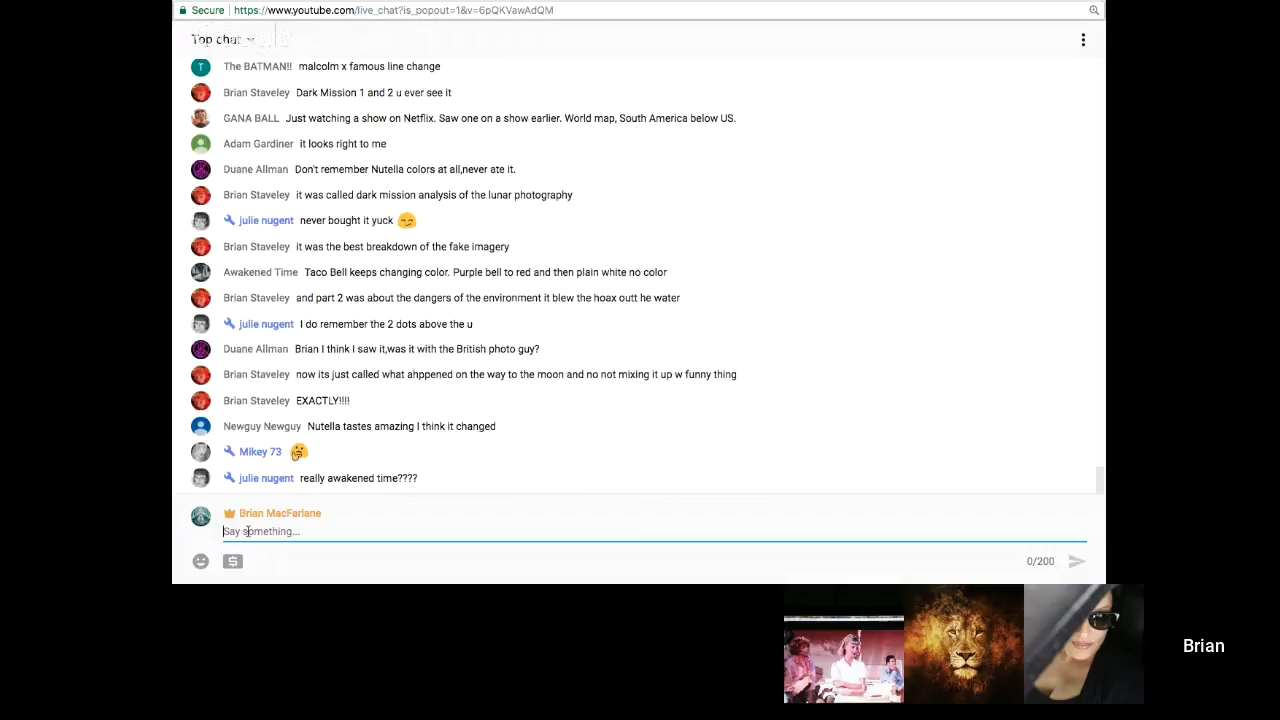 Secure https://www.youtube.com/live_chat?is_popout=1&v=6pQKVawAdQM
Top chat
T The BATMAN!! malcolm x famous line change
Brian Staveley Dark Mission 1 and 2 u ever see it
GANA BALL Just watching a show on Netflix. Saw one on a show earlier. World map, South America below US.
Adam Gardiner it looks right to me
Duane Allman Don't remember Nutella colors at all,never ate it.
Brian Staveley it was called dark mission analysis of the lunar photography
julie nugent never bought it yuck
Brian Staveley it was the best breakdown of the fake imagery
Awakened Time Taco Bell keeps changing color. Purple bell to red and then plain white no color
Brian Staveley and part 2 was about the dangers of the environment it blew the hoax outt he water
julie nugent I do remember the 2 dots above the u
Duane Allman Brian I think I saw it,was it with the British photo guy?
Brian Staveley now its just called what ahppened on the way to the moon and no not mixing it up w funny thing
Brian Staveley EXACTLY!!!!
Newguy Newguy Nutella tastes amazing I think it changed
Mikey 73
julie nugent really awakened time????
Brian MacFarlane
Say something...
0/200
Brian